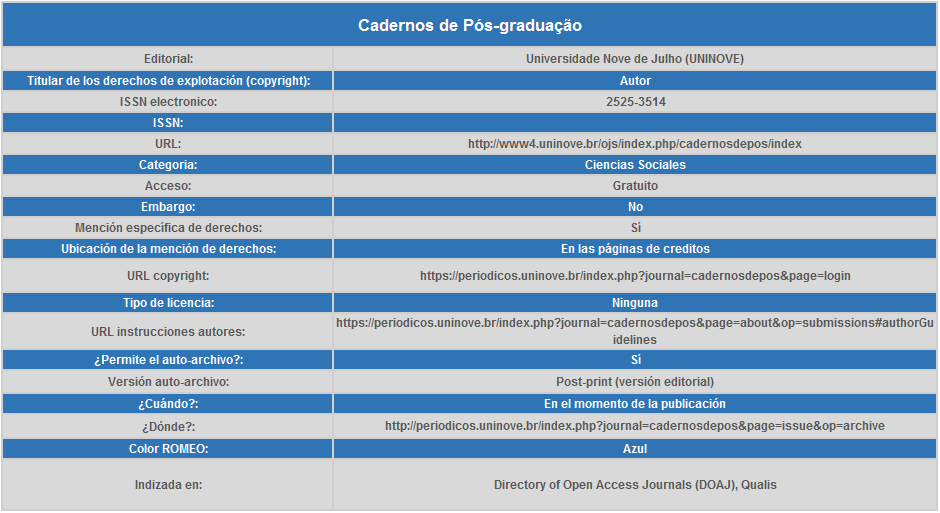 Cadernos de Pós-graduação
Editorial: Universidade Nove de Julho (UNINOVE)
Titular de los derechos de explotación (copyright): Autor
ISSN electronico: 2525-3514
ISSN:
URL: http://www4.uninove.br/ojs/index.php/cadernosdepos/index
Categoria: Ciencias Sociales
Acceso: Gratuito
Embargo: No
Mención específica de derechos: Sí
Ubicación de la mención de derechos: En las páginas de creditos
URL copyright: https://periodicos.uninove.br/index.php?journal=cadernosdepos&page=login
Tipo de licencia: Ninguna
URL instrucciones autores: https://periodicos.uninove.br/index.php?journal=cadernosdepos&page=about&op=submissions#authorGu
idelines
¿Permite el auto-archivo?: Sí
Versión auto-archivo: Post-print (versión editorial)
¿Cuándo?: En el momento de la publicación
¿Dónde?: http://periodicos.uninove.br/index.php?journal=cadernosdepos&page=issue&op=archive
Color ROMEO: Azul
Indizada en: Directory of Open Access Journals (DOAJ), Qualis